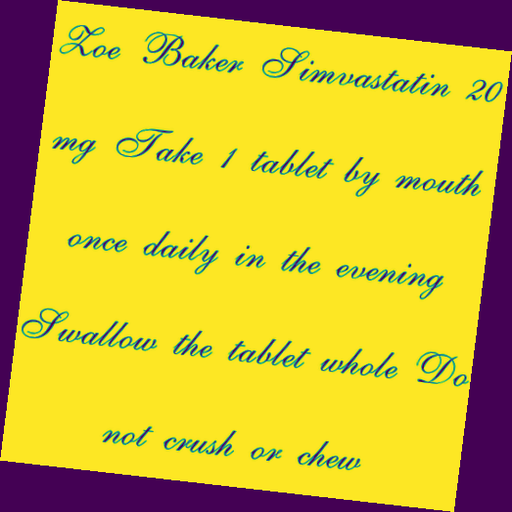 Zoe Baker Simvastatin 20
mg Take 1 tablet by mouth
once daily in the evening
Swallow the tablet whole Do
not crush or chew